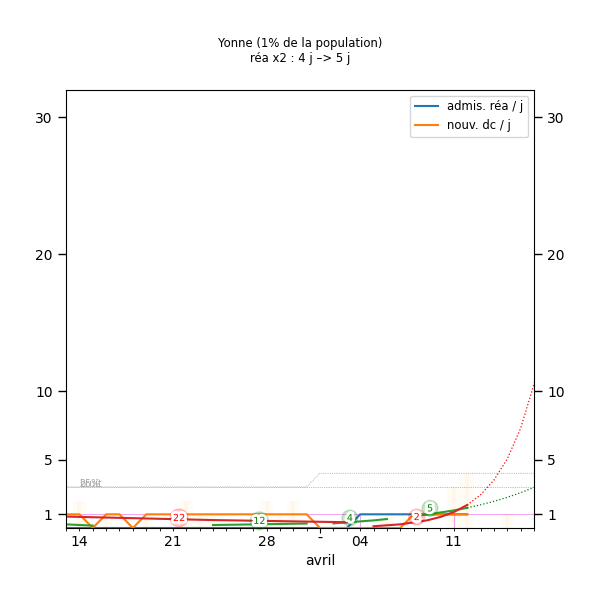 Yonne (1% de la population)
réa x2 : 4 j –> 5 j
admis. réa / j
nouv. dc / j
30 30
20 20
10 10
5 5
1 1
22 12 4 2 5
14 21 28 - 04 11
avril